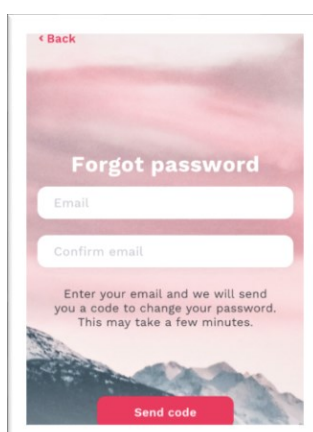 ‹ Back
Forgot password
Email
Confirm email
Enter your email and we will send
you a code to change your password.
This may take a few minutes.
Send code